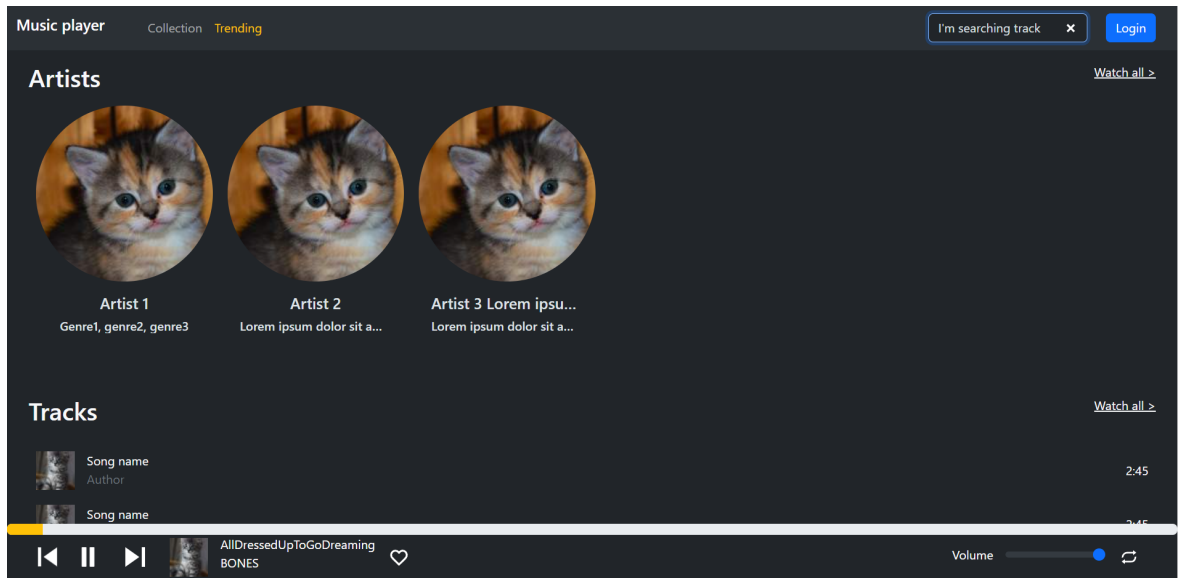 Music player
Collection Trending
I'm searching track
Login
Artists
Watch all >
Artist 1
Genre1, genre2, genre3
Artist 2
Lorem ipsum dolor sit a...
Artist 3 Lorem ipsu...
Lorem ipsum dolor sit a...
Tracks
Watch all >
Song name
Author
2:45
Song name
2:45
AllDressedUpToGoDreaming
BONES
Volume